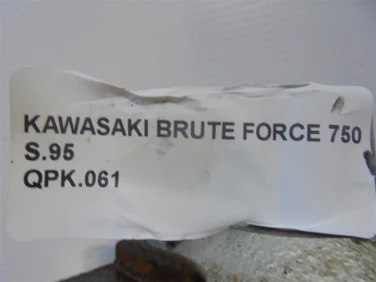 KAWASAKI BRUTE FORCE 750
S.95
QPK.061